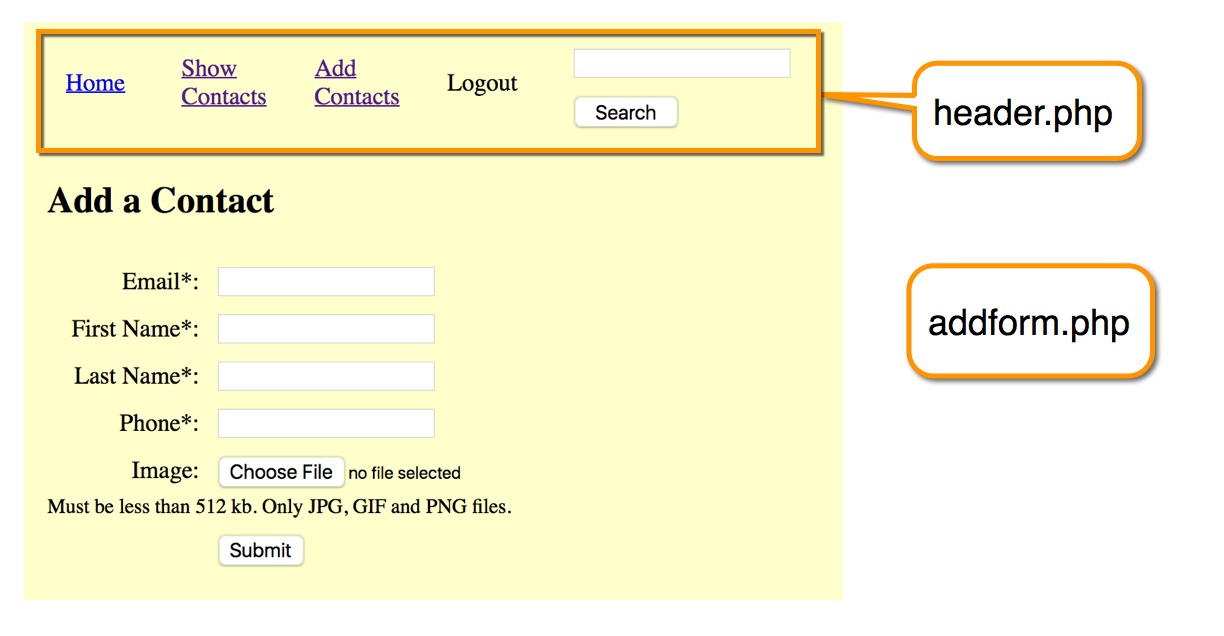 Home
Show
Contacts
Add
Contacts
Logout
Search
header.php
Add a Contact
Email*:
First Name*:
addform.php
Last Name*:
Phone*:
Image: Choose File no file selected
Must be less than 512 kb. Only JPG, GIF and PNG files.
Submit